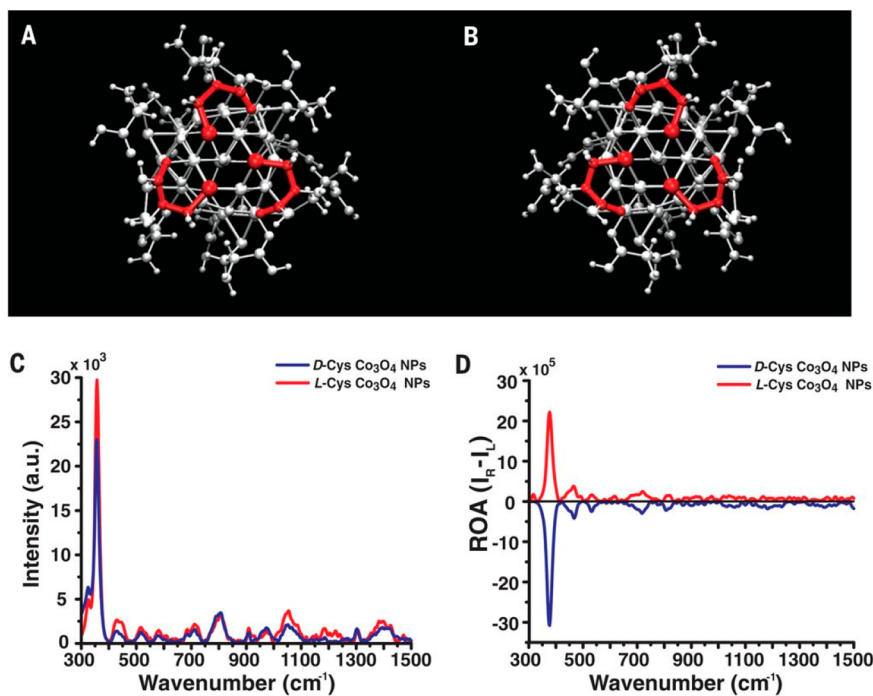 A
B
C
x 10³
D-Cys Co₃O₄ NPs
L-Cys Co₃O₄ NPs
30
25
20
15
10
5
0
Intensity (a.u.)
300 500 700 900 1100 1300 1500
Wavenumber (cm⁻¹)
D
x 10⁵
D-Cys Co₃O₄ NPs
L-Cys Co₃O₄ NPs
30
20
10
0
-10
-20
-30
ROA (I_R-I_L)
300 500 700 900 1100 1300 1500
Wavenumber (cm⁻¹)